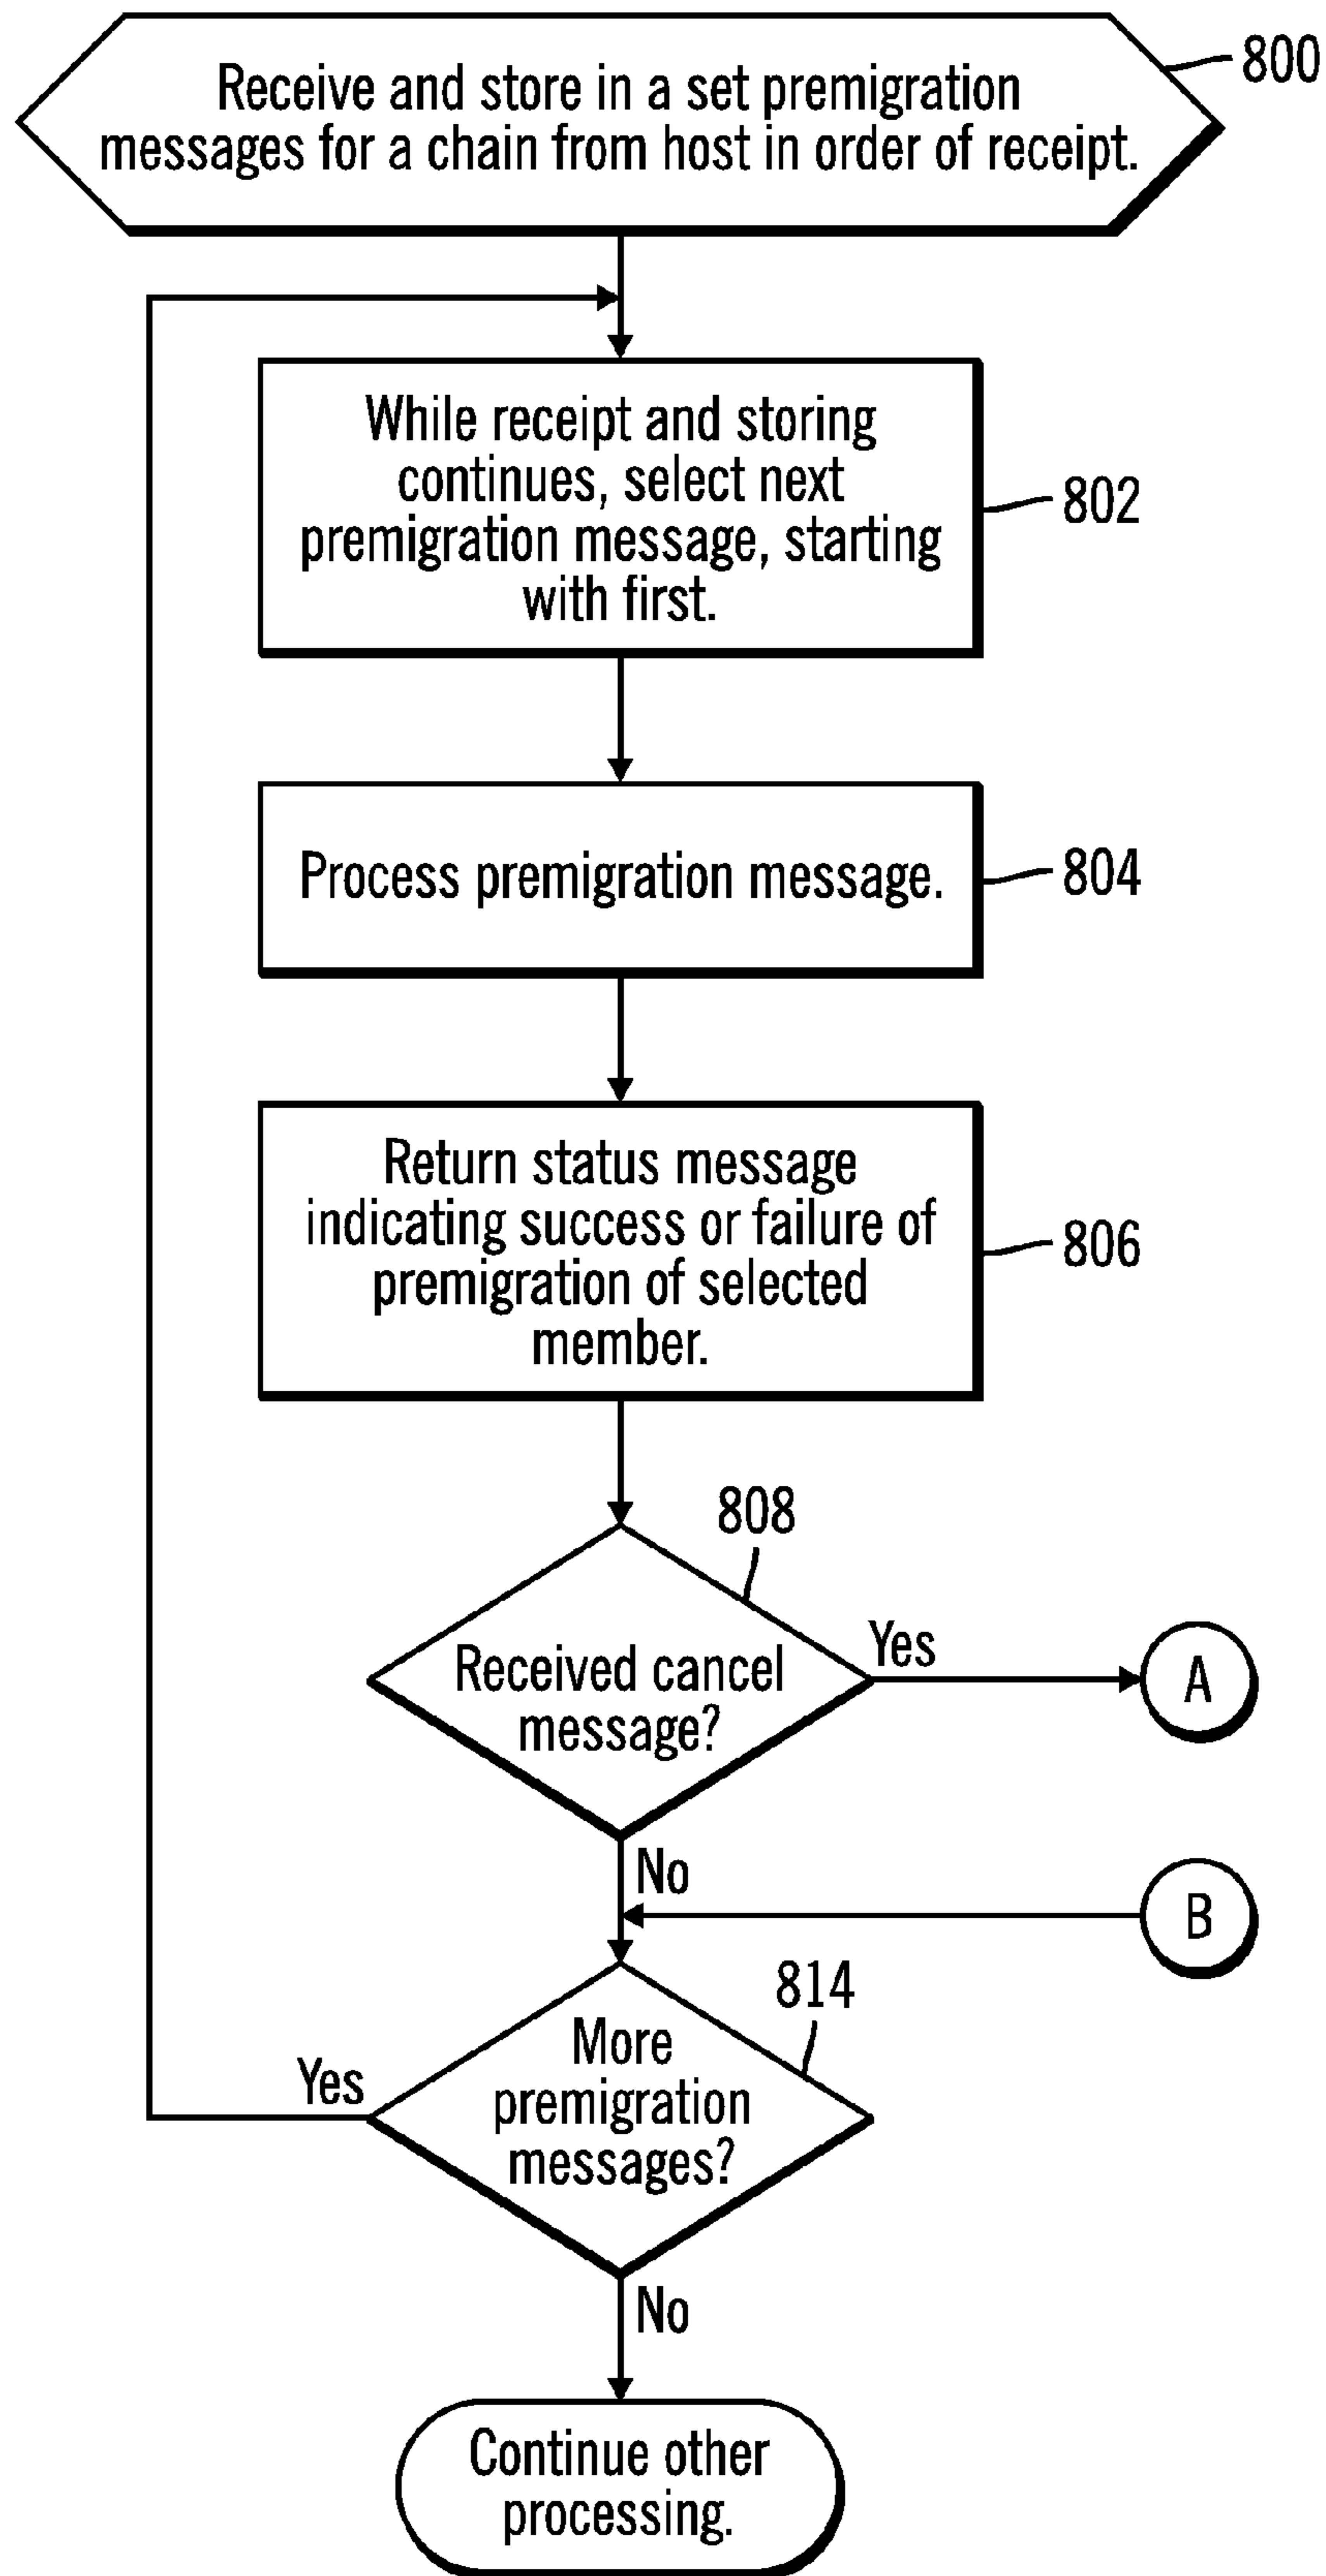 Receive and store in a set premigration
messages for a chain from host in order of receipt.
800
While receipt and storing
continues, select next
premigration message, starting
with first.
802
Process premigration message.
804
Return status message
indicating success or failure of
premigration of selected
member.
806
808
Received cancel
message?
Yes
A
No
B
814
More
premigration
messages?
Yes
No
Continue other
processing.